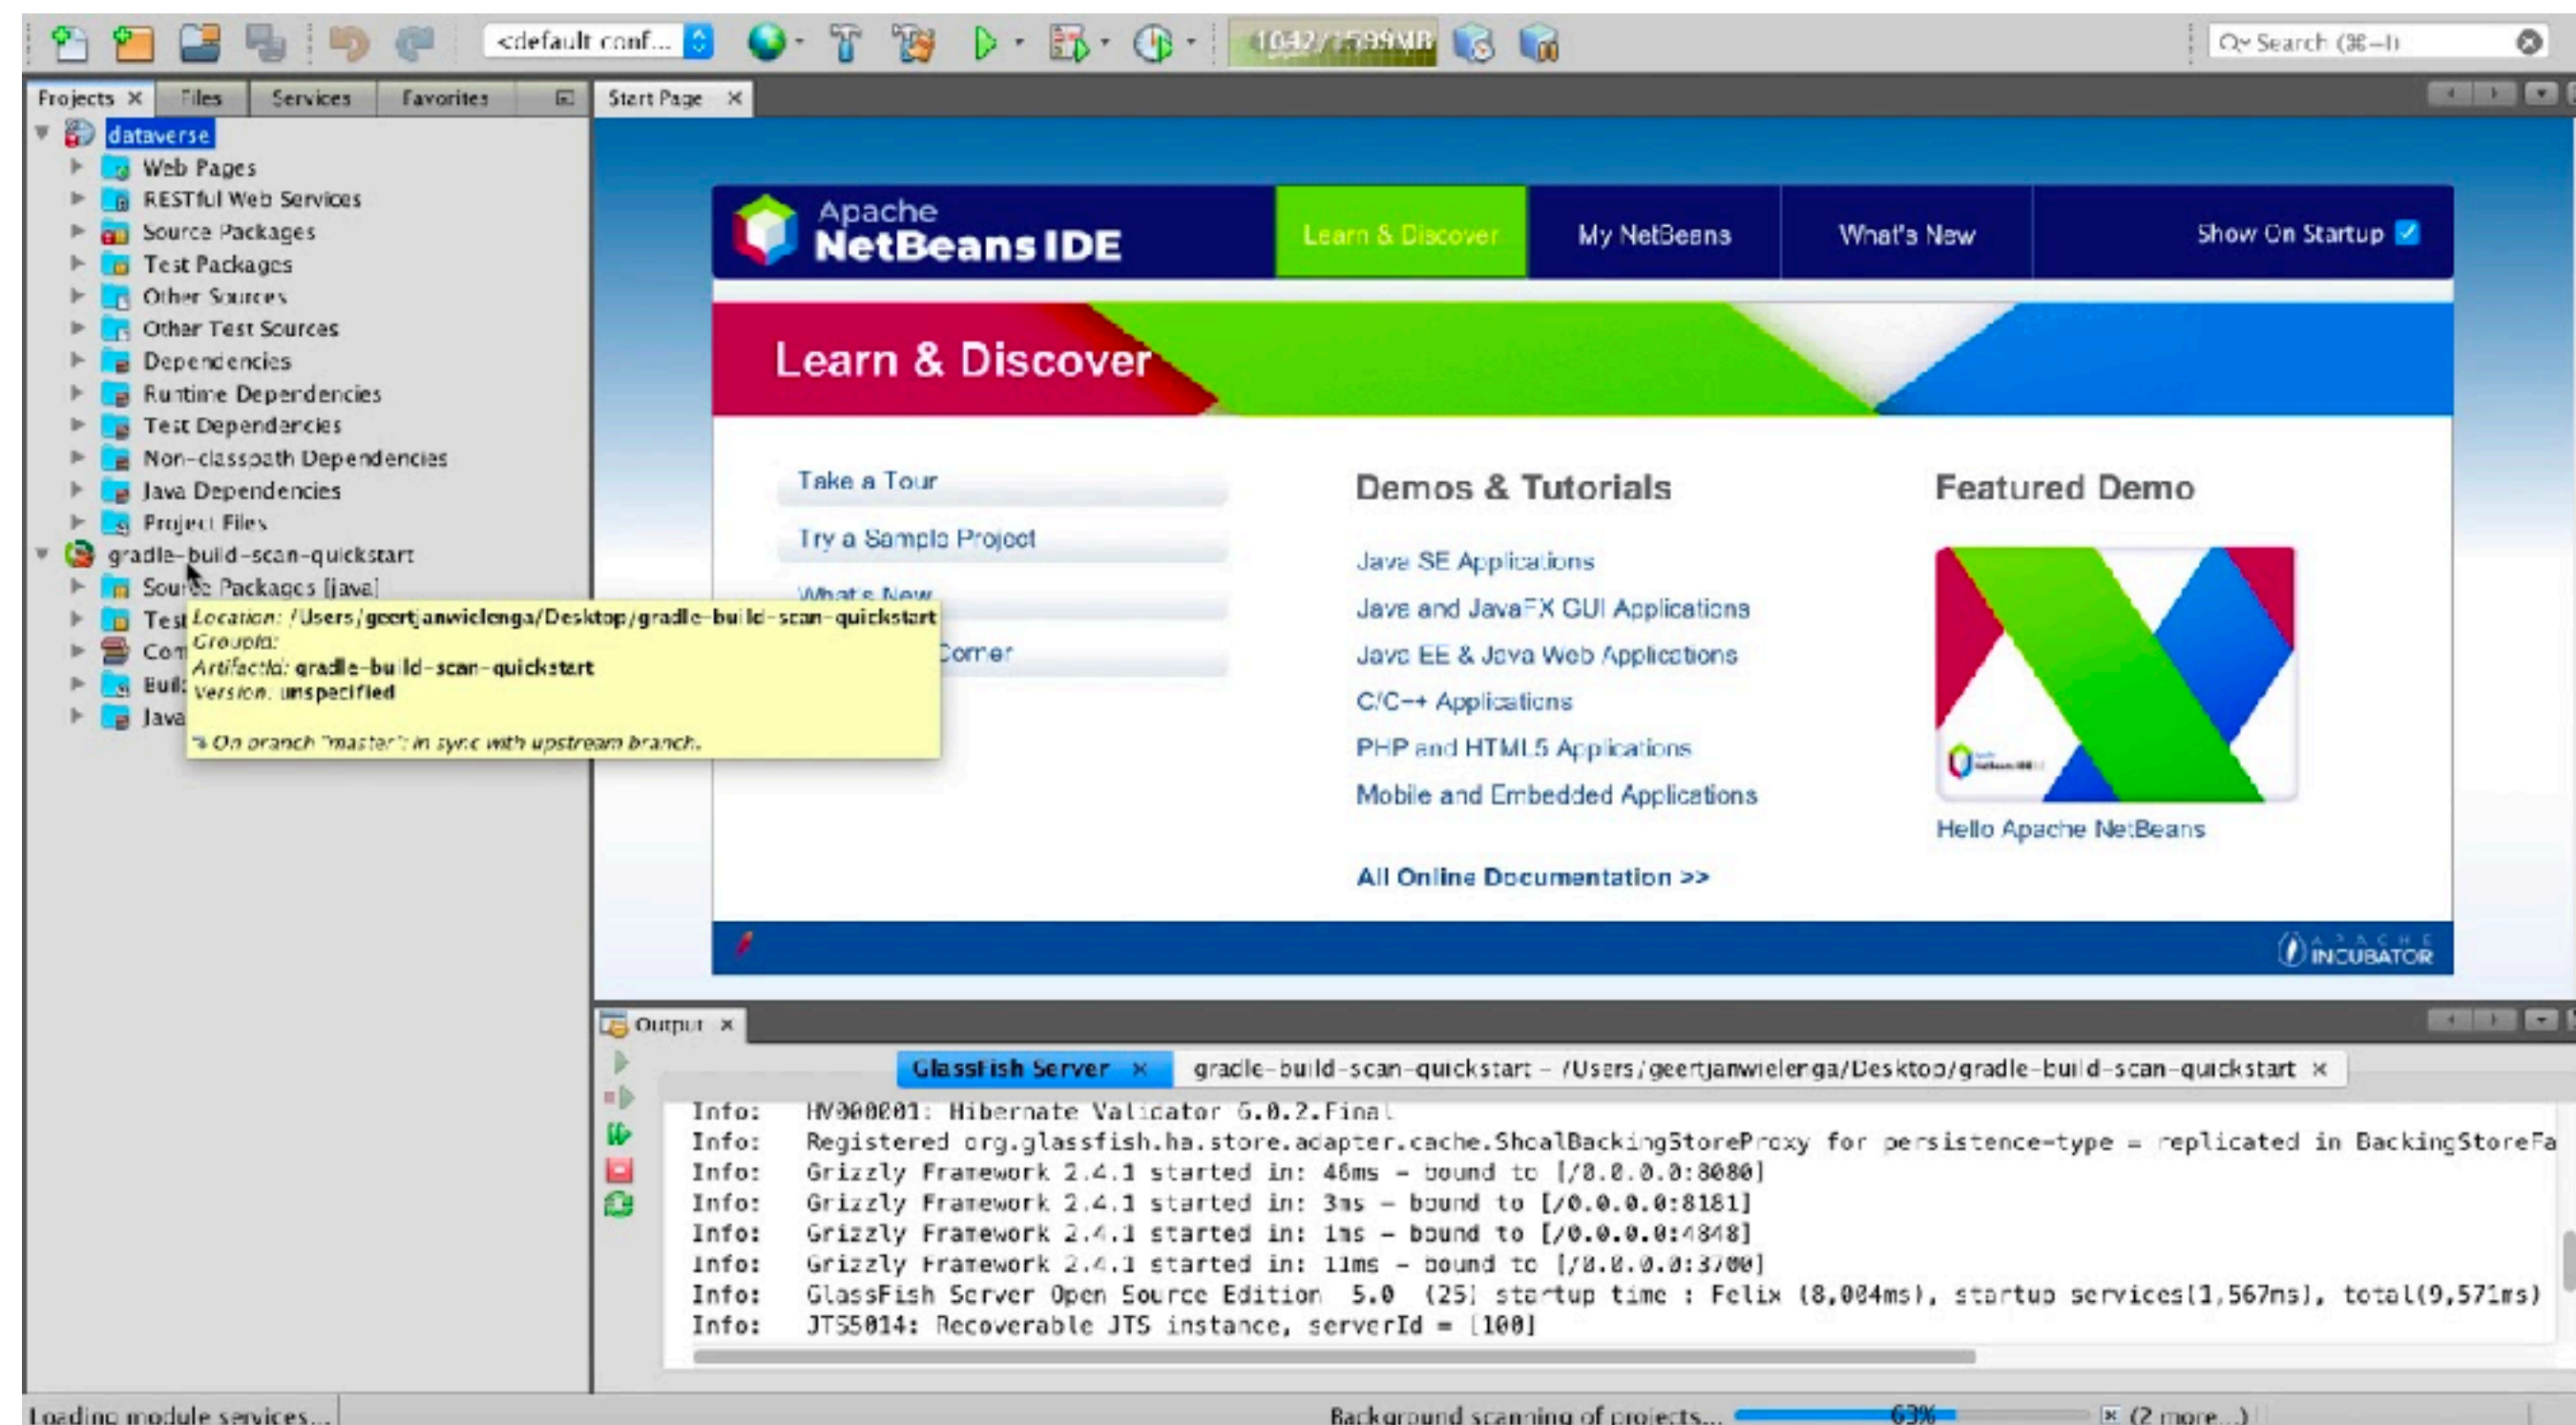 <default conf...
1042/1599MB
Search (⌘-I)
Projects
Files
Services
Favorites
Start Page
dataverse
Web Pages
RESTful Web Services
Source Packages
Test Packages
Other Sources
Other Test Sources
Dependencies
Runtime Dependencies
Test Dependencies
Non-classpath Dependencies
Java Dependencies
Project Files
gradle-build-scan-quickstart
Source Packages [java]
Location: /Users/geertjanwielenga/Desktop/gradle-build-scan-quickstart
GroupId:
ArtifactId: gradle-build-scan-quickstart
Version: unspecified
On branch "master": in sync with upstream branch.
Java
Apache
NetBeans IDE
Learn & Discover
My NetBeans
What's New
Show On Startup
Learn & Discover
Take a Tour
Try a Sample Project
What's New
Corner
Demos & Tutorials
Java SE Applications
Java and JavaFX GUI Applications
Java EE & Java Web Applications
C/C++ Applications
PHP and HTML5 Applications
Mobile and Embedded Applications
All Online Documentation >>
Featured Demo
Hello Apache NetBeans
APACHE
INCUBATOR
Output
GlassFish Server
gradle-build-scan-quickstart - /Users/geertjanwielenga/Desktop/gradle-build-scan-quickstart
Info: HV000001: Hibernate Validator 6.0.2.Final
Info: Registered org.glassfish.ha.store.adapter.cache.ShoalBackingStoreProxy for persistence-type = replicated in BackingStoreFa
Info: Grizzly Framework 2.4.1 started in: 46ms - bound to [/0.0.0.0:8080]
Info: Grizzly Framework 2.4.1 started in: 3ms - bound to [/0.0.0.0:8181]
Info: Grizzly Framework 2.4.1 started in: 1ms - bound to [/0.0.0.0:4848]
Info: Grizzly Framework 2.4.1 started in: 11ms - bound to [/0.0.0.0:3700]
Info: GlassFish Server Open Source Edition 5.0 (25) startup time : Felix (8,004ms), startup services(1,567ms), total(9,571ms)
Info: JTS5014: Recoverable JTS instance, serverId = [100]
Loading module services...
Background scanning of projects...
63%
(2 more...)